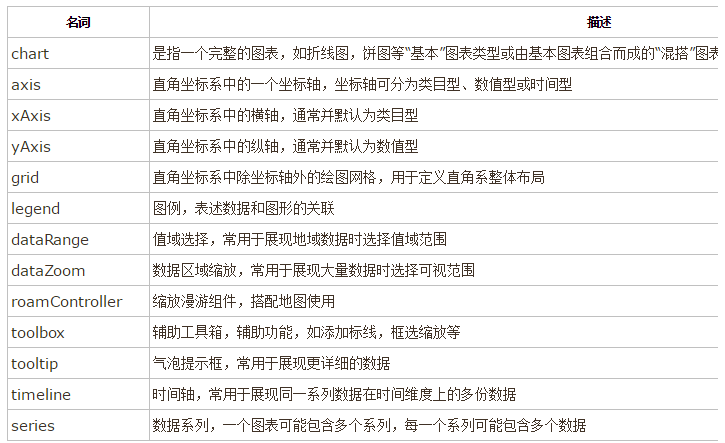 名词 描述
chart 是指一个完整的图表，如折线图，饼图等“基本”图表类型或由基本图表组合而成的“混搭”图表
axis 直角坐标系中的一个坐标轴，坐标轴可分为类目型、数值型或时间型
xAxis 直角坐标系中的横轴，通常并默认为类目型
yAxis 直角坐标系中的纵轴，通常并默认为数值型
grid 直角坐标系中除坐标轴外的绘图网格，用于定义直角系整体布局
legend 图例，表述数据和图形的关联
dataRange 值域选择，常用于展现地域数据时选择值域范围
dataZoom 数据区域缩放，常用于展现大量数据时选择可视范围
roamController 缩放漫游组件，搭配地图使用
toolbox 辅助工具箱，辅助功能，如添加标线，框选缩放等
tooltip 气泡提示框，常用于展现更详细的数据
timeline 时间轴，常用于展现同一系列数据在时间维度上的多份数据
series 数据系列，一个图表可能包含多个系列，每一个系列可能包含多个数据